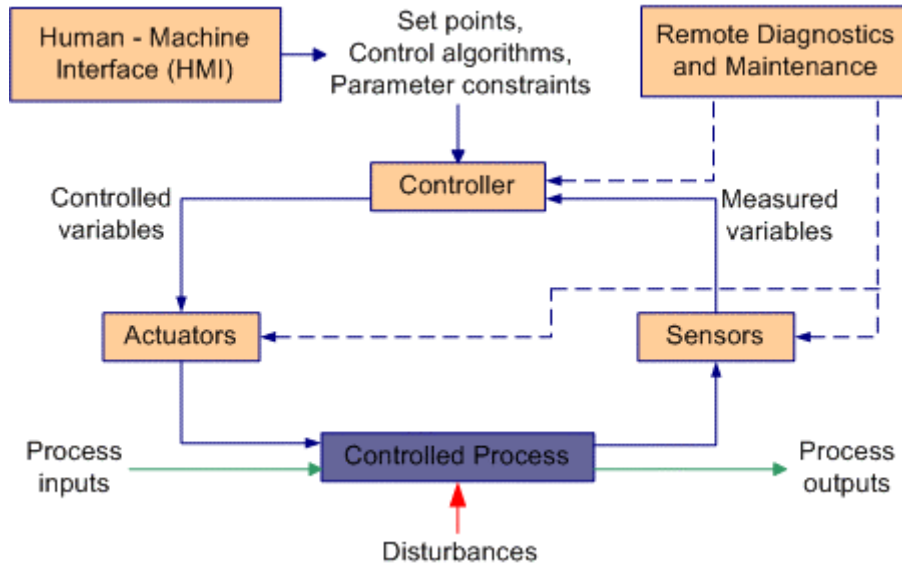 Human - Machine
Interface (HMI)
Set points,
Control algorithms,
Parameter constraints
Remote Diagnostics
and Maintenance
Controller
Controlled
variables
Measured
variables
Actuators
Sensors
Process
inputs
Controlled Process
Process
outputs
Disturbances